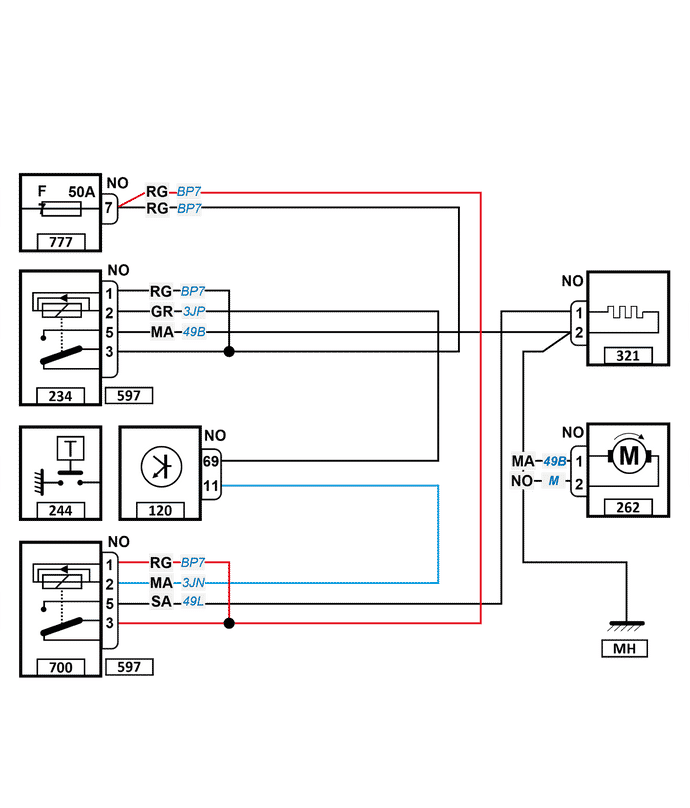 NO
F 7 50A
7
RG BP7
RG BP7
777
NO
1 RG BP7
2 GR 3JP
5 MA 49B
3
234
597
NO
1
2
321
T
244
NO
69
11
120
NO
MA 49B 1
NO M 2
M
262
NO
1 RG BP7
2 MA 3JN
5 SA 49L
3
700
597
MH